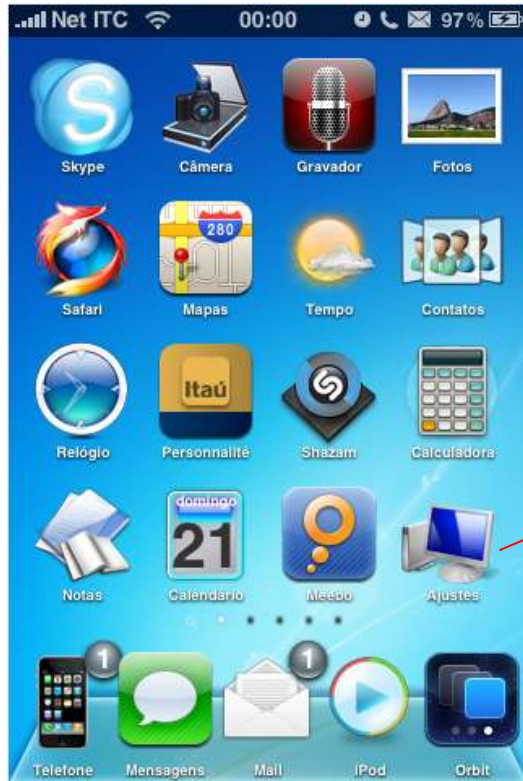 Net ITC 00:00 97%
S
Skype Câmera Gravador Fotos
280
Safari Mapas Tempo Contatos
Itaú
Relógio Personnalité Shazam Calculadora
domingo
21
Notas Calendário Meebo Ajustes
1 1
Telefone Mensagens Mail iPod Orbit